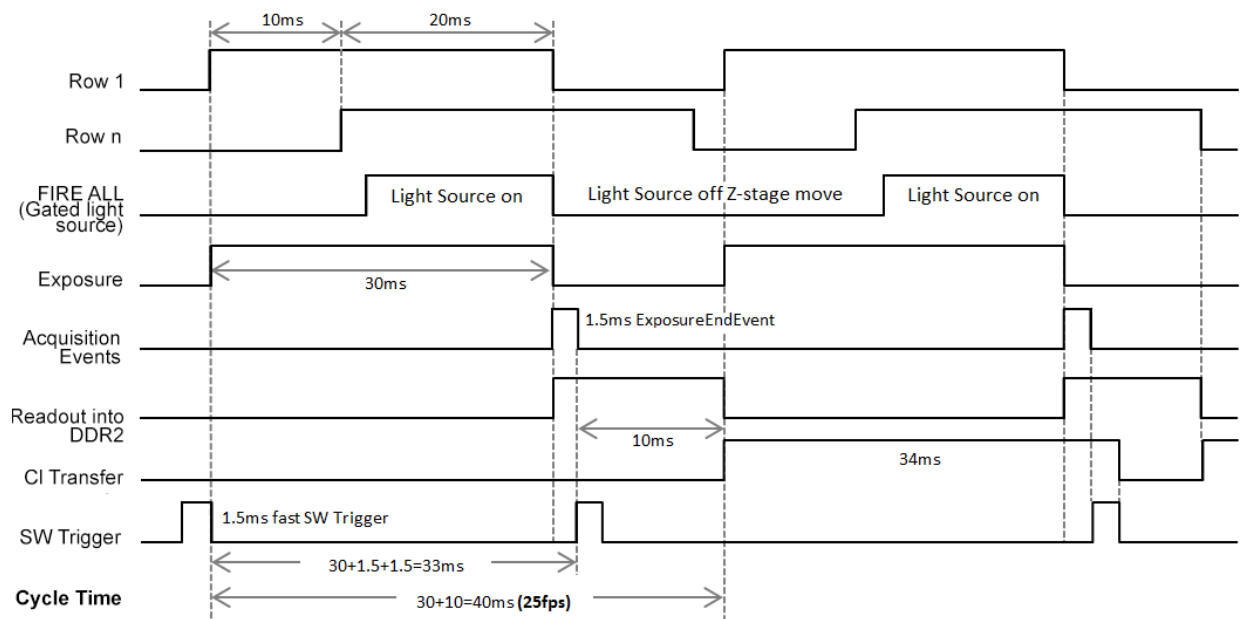 10ms
20ms
Row 1
Row n
FIRE ALL
(Gated light
source)
Light Source on
Light Source off Z-stage move
Light Source on
Exposure
30ms
1.5ms ExposureEndEvent
Acquisition
Events
Readout into
DDR2
10ms
CI Transfer
34ms
1.5ms fast SW Trigger
SW Trigger
30+1.5+1.5=33ms
Cycle Time
30+10=40ms (25fps)